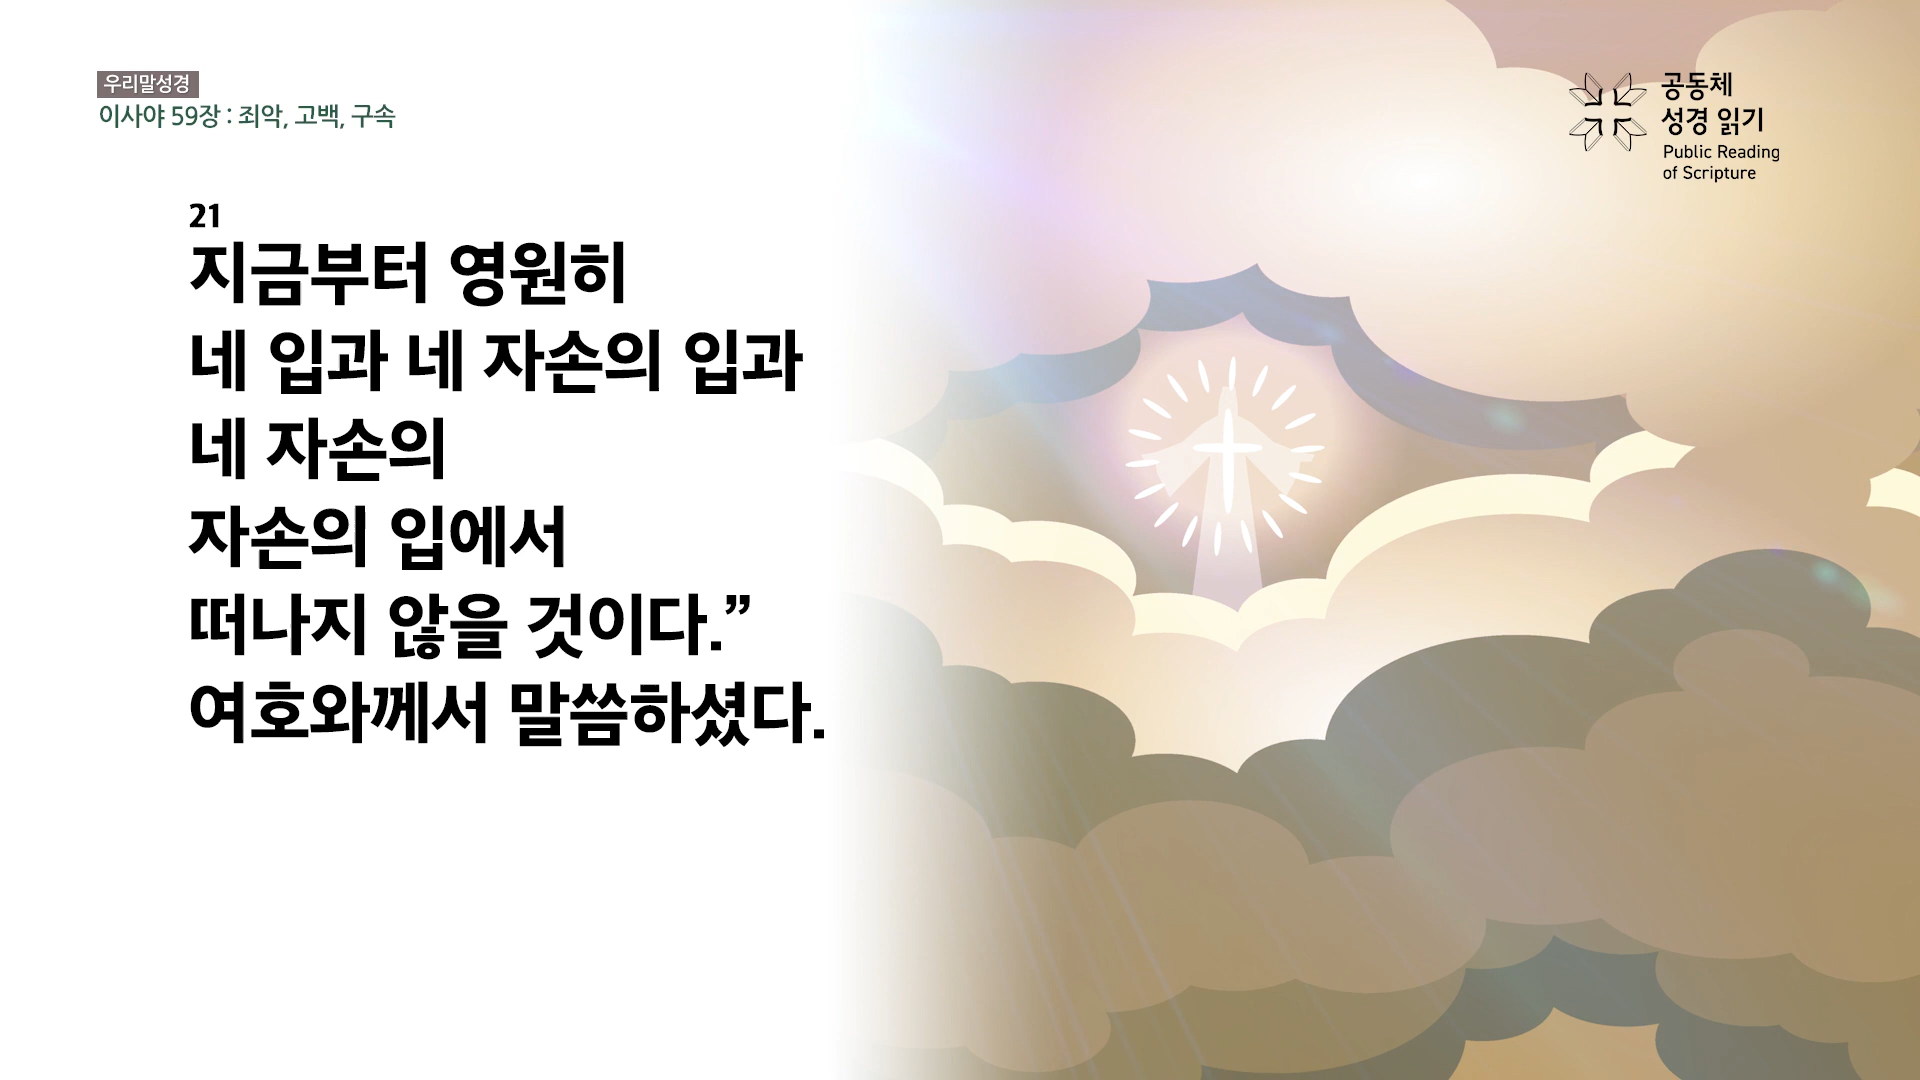 우리말성경
이사야 59장 : 죄악, 고백, 구속
공동체
성경 읽기
Public Reading
of Scripture
21
지금부터 영원히
네 입과 네 자손의 입과
네 자손의
자손의 입에서
떠나지 않을 것이다.”
여호와께서 말씀하셨다.